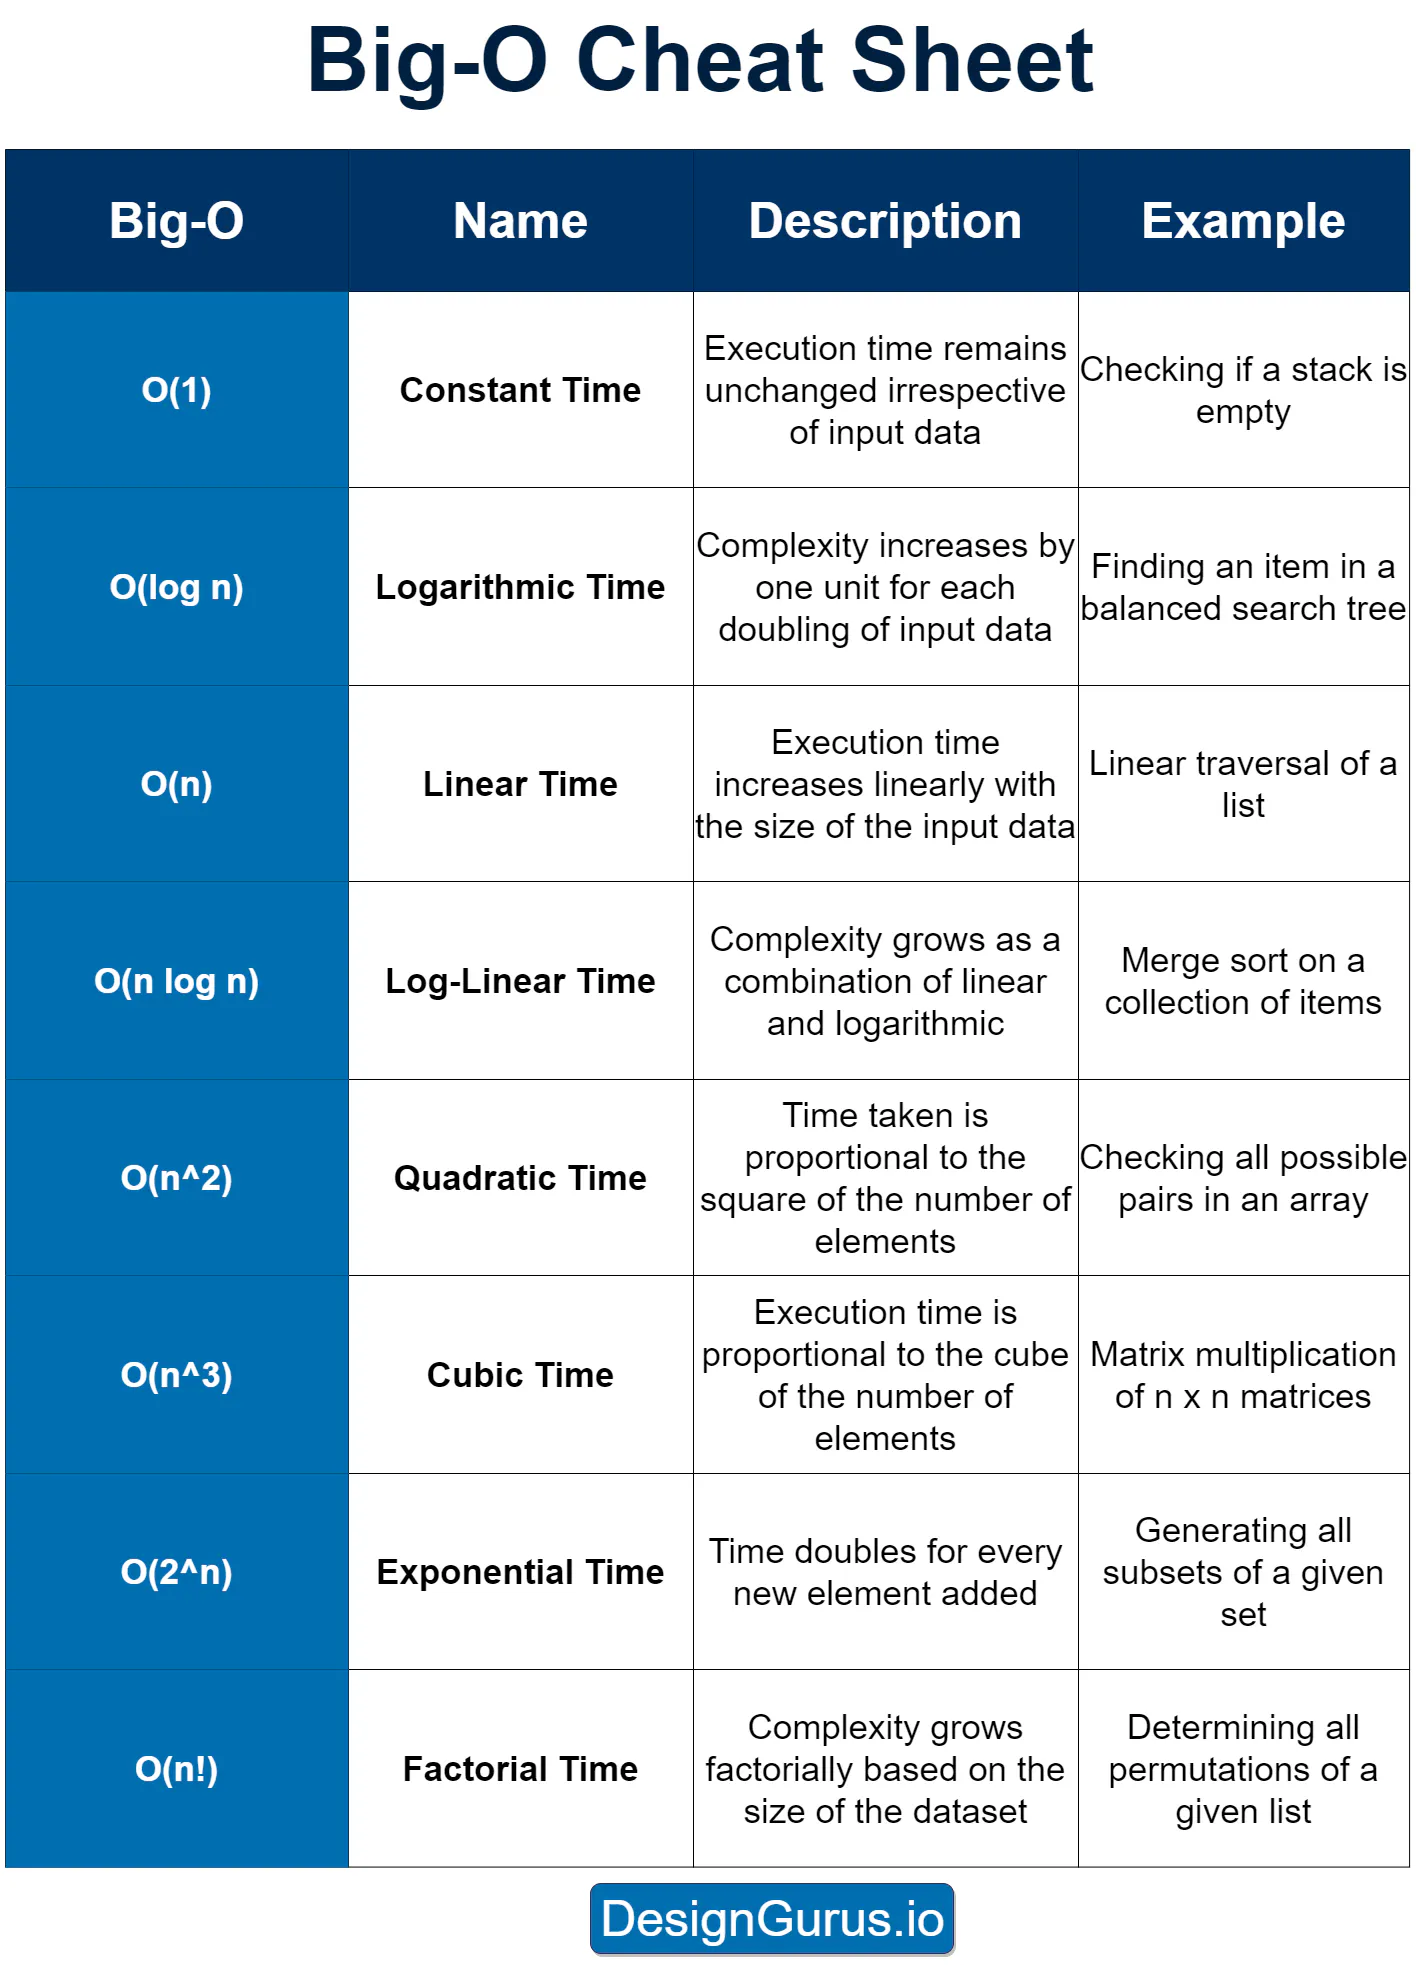 Big-O Cheat Sheet
Big-O
Name
Description
Example
O(1)
Constant Time
Execution time remains
unchanged irrespective
of input data
Checking if a stack is
empty
O(log n)
Logarithmic Time
Complexity increases by
one unit for each
doubling of input data
Finding an item in a
balanced search tree
O(n)
Linear Time
Execution time
increases linearly with
the size of the input data
Linear traversal of a
list
O(n log n)
Log-Linear Time
Complexity grows as a
combination of linear
and logarithmic
Merge sort on a
collection of items
O(n^2)
Quadratic Time
Time taken is
proportional to the
square of the number of
elements
Checking all possible
pairs in an array
O(n^3)
Cubic Time
Execution time is
proportional to the cube
of the number of
elements
Matrix multiplication
of n x n matrices
O(2^n)
Exponential Time
Time doubles for every
new element added
Generating all
subsets of a given
set
O(n!)
Factorial Time
Complexity grows
factorially based on the
size of the dataset
Determining all
permutations of a
given list
DesignGurus.io